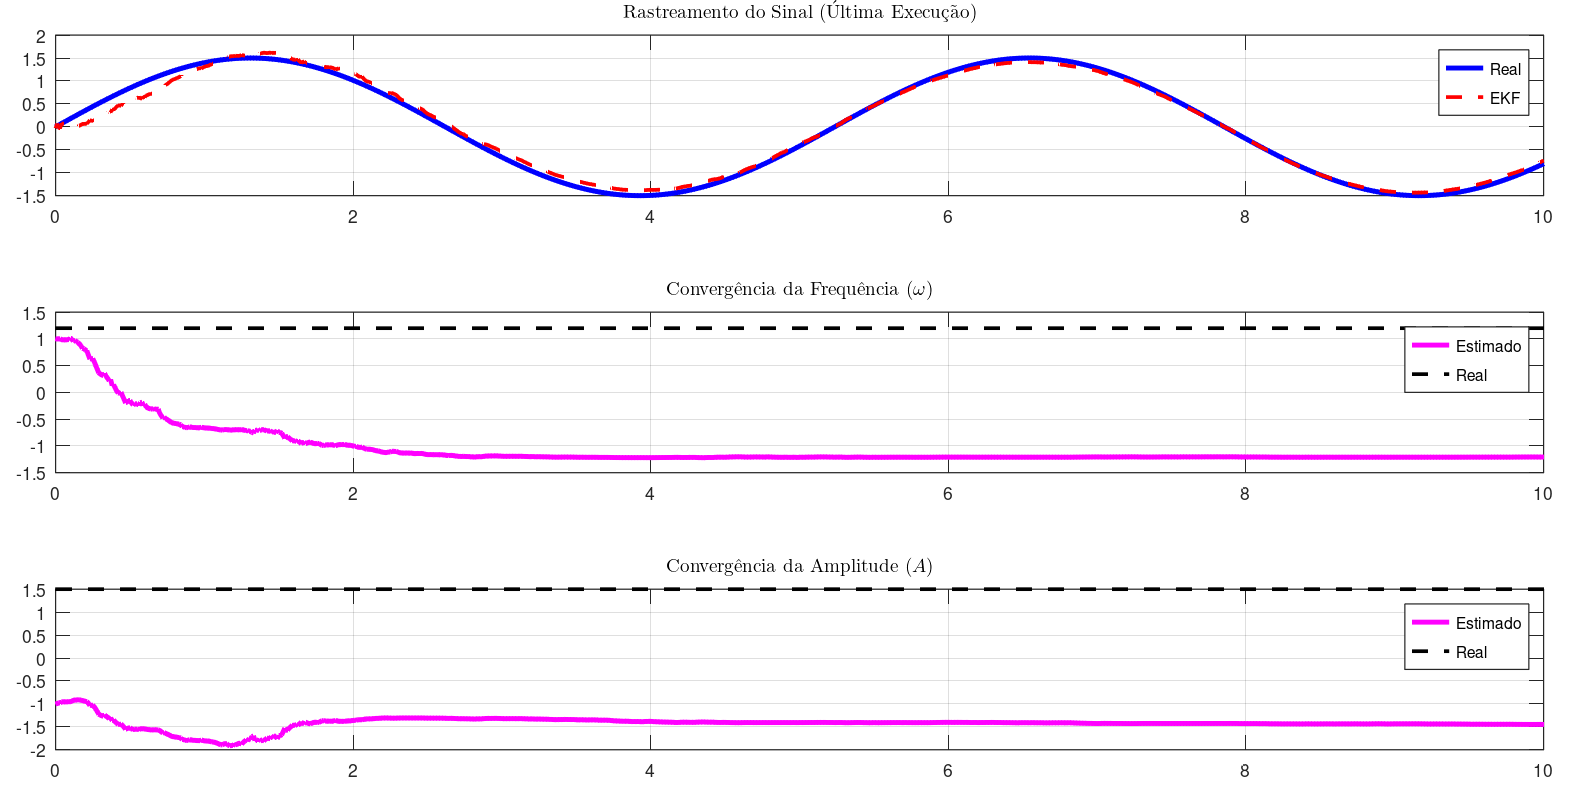 Rastreamento do Sinal (Última Execução)
2
1.5
1
0.5
0
-0.5
-1
-1.5
0 2 4 6 8 10
Real
EKF
Convergência da Frequência (ω)
1.5
1
0.5
0
-0.5
-1
-1.5
0 2 4 6 8 10
Estimado
Real
Convergência da Amplitude (A)
1.5
1
0.5
0
-0.5
-1
-1.5
-2
0 2 4 6 8 10
Estimado
Real